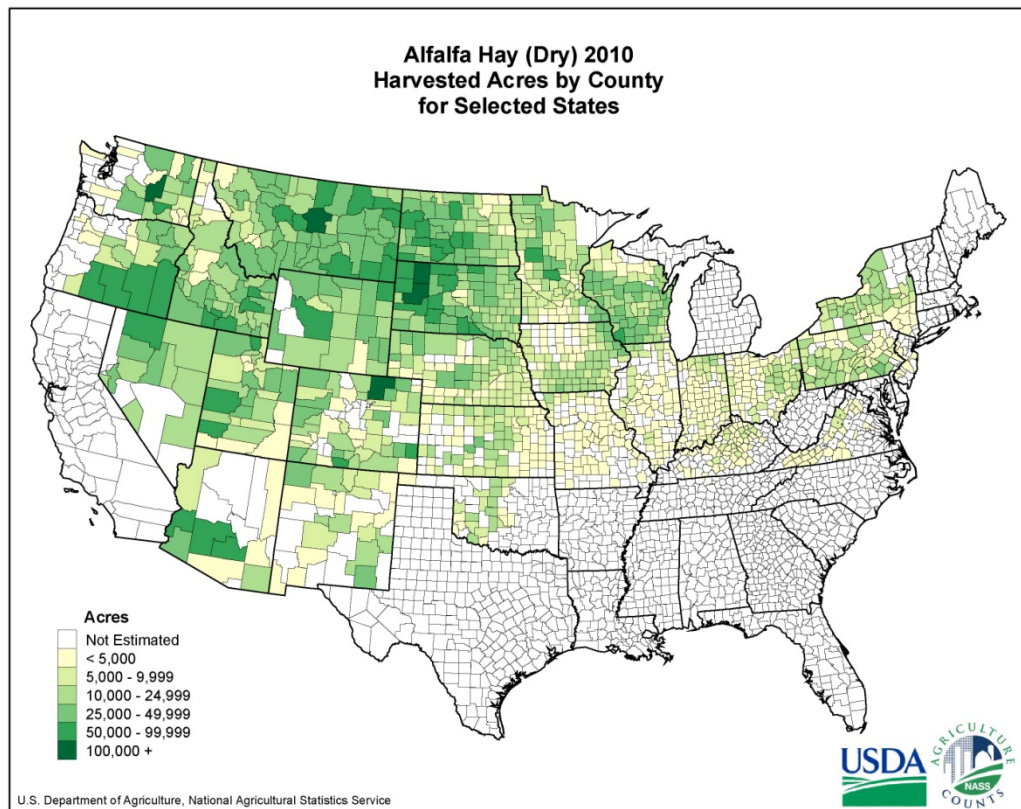 Alfalfa Hay (Dry) 2010
Harvested Acres by County
for Selected States
Acres
Not Estimated
< 5,000
5,000 - 9,999
10,000 - 24,999
25,000 - 49,999
50,000 - 99,999
100,000 +
U.S. Department of Agriculture, National Agricultural Statistics Service
USDA
AGRICULTURE
NASS
COUNTS